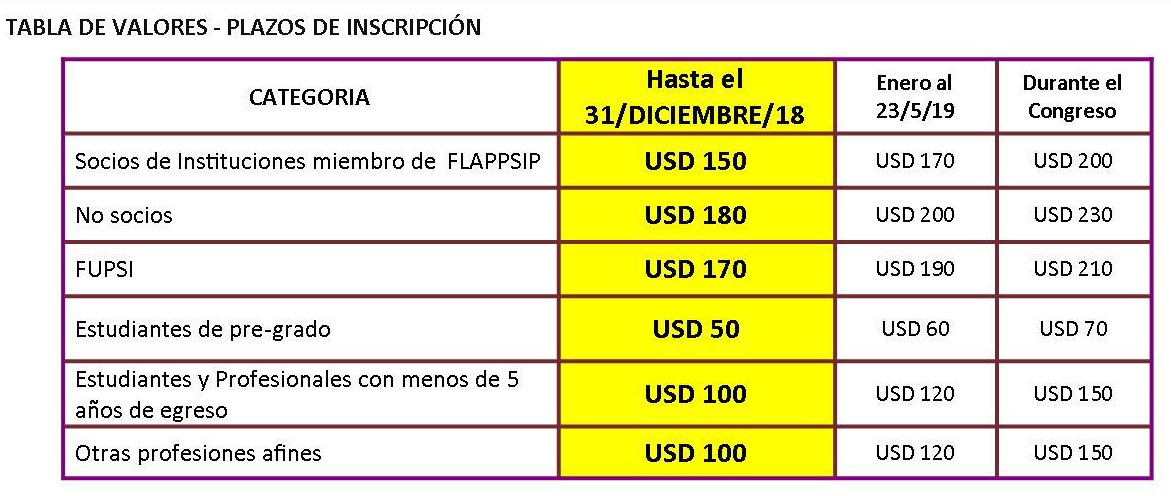 TABLA DE VALORES - PLAZOS DE INSCRIPCIÓN
CATEGORIA
Hasta el
31/DICIEMBRE/18
Enero al
23/5/19
Durante el
Congreso
Socios de Instituciones miembro de FLAPPSIP
USD 150
USD 170
USD 200
No socios
USD 180
USD 200
USD 230
FUPSI
USD 170
USD 190
USD 210
Estudiantes de pre-grado
USD 50
USD 60
USD 70
Estudiantes y Profesionales con menos de 5
años de egreso
USD 100
USD 120
USD 150
Otras profesiones afines
USD 100
USD 120
USD 150